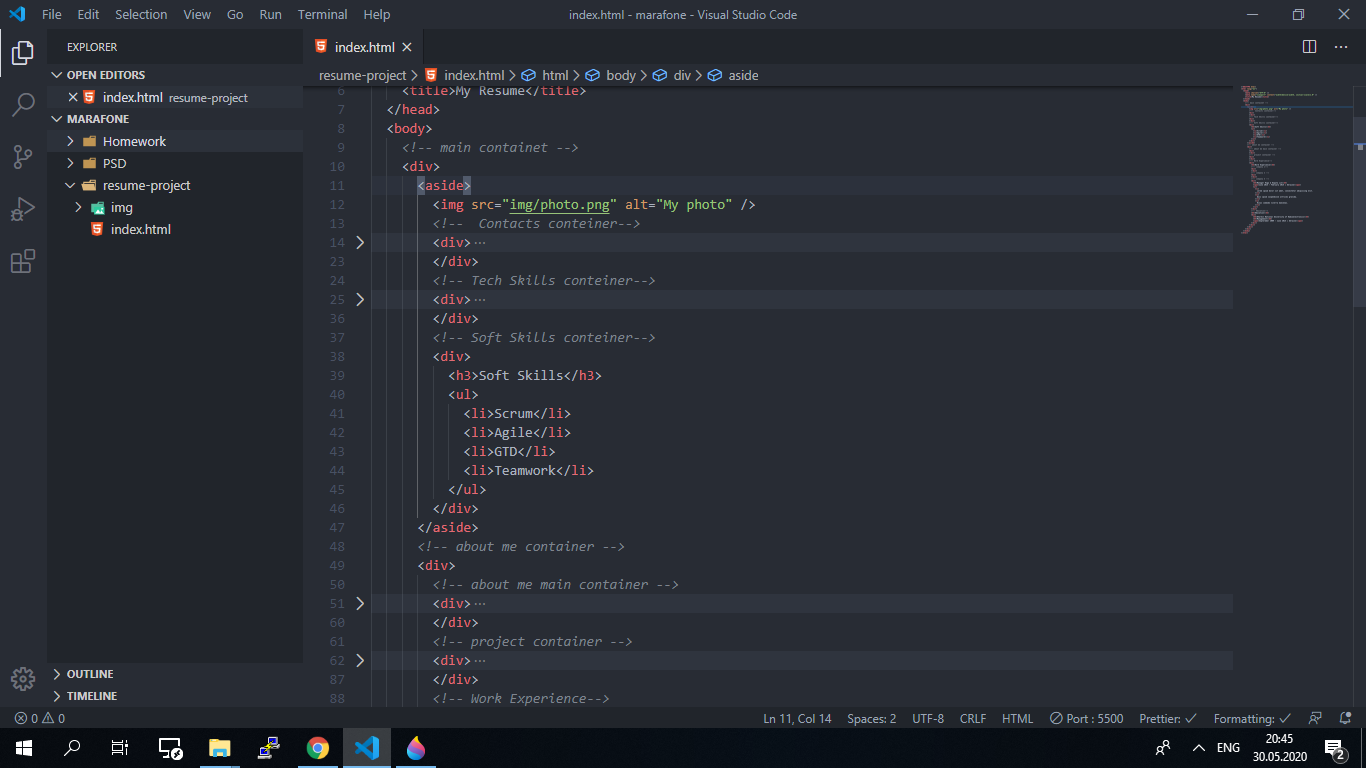 File Edit Selection View Go Run Terminal Help index.html - marafone - Visual Studio Code
EXPLORER
OPEN EDITORS
index.html resume-project
MARAFONE
Homework
PSD
resume-project
img
index.html
OUTLINE
TIMELINE
index.html
resume-project > index.html > html > body > div > aside
6 <title>My Resume</title>
7 </head>
8 <body>
9 <!-- main containet -->
10 <div>
11 <aside>
12 <img src="img/photo.png" alt="My photo" />
13 <!--  Contacts conteiner-->
14 <div>···
23 </div>
24 <!-- Tech Skills conteiner-->
25 <div>···
36 </div>
37 <!-- Soft Skills conteiner-->
38 <div>
39 <h3>Soft Skills</h3>
40 <ul>
41 <li>Scrum</li>
42 <li>Agile</li>
43 <li>GTD</li>
44 <li>Teamwork</li>
45 </ul>
46 </div>
47 </aside>
48 <!-- about me container -->
49 <div>
50 <!-- about me main container -->
51 <div>···
60 </div>
61 <!-- project container -->
62 <div>···
87 </div>
88 <!-- Work Experience-->
0 0 Ln 11, Col 14 Spaces: 2 UTF-8 CRLF HTML Port : 5500 Prettier: ✓ Formatting: ✓
ENG 20:45
30.05.2020 2